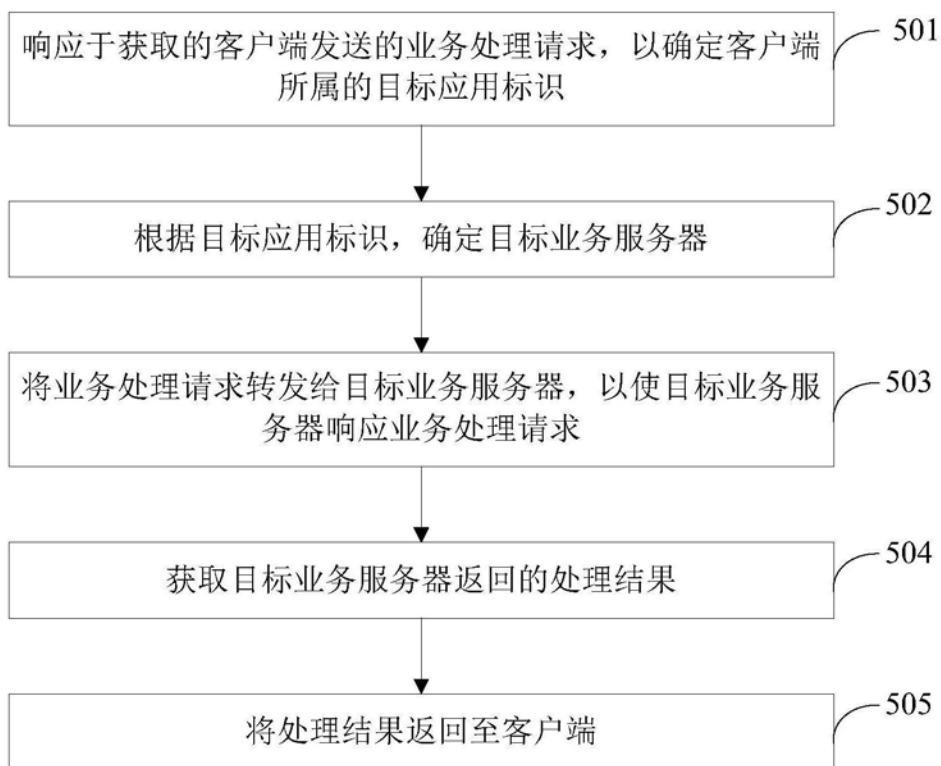 响应于获取的客户端发送的业务处理请求，以确定客户端
所属的目标应用标识
501
根据目标应用标识，确定目标业务服务器
502
将业务处理请求转发给目标业务服务器，以使目标业务服
务器响应业务处理请求
503
获取目标业务服务器返回的处理结果
504
将处理结果返回至客户端
505